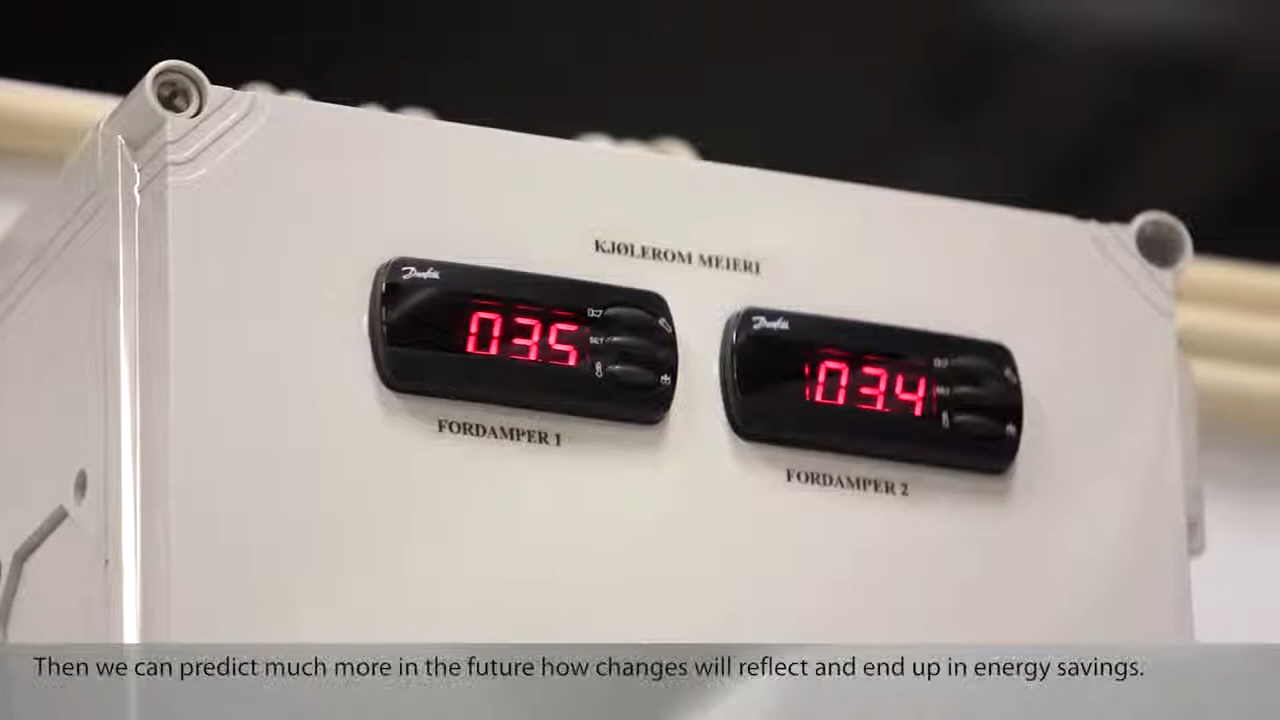 KJØLEROM MEIERI
Danfoss
035
SET
FORDAMPER 1
Danfoss
03.4
FORDAMPER 2
Then we can predict much more in the future how changes will reflect and end up in energy savings.